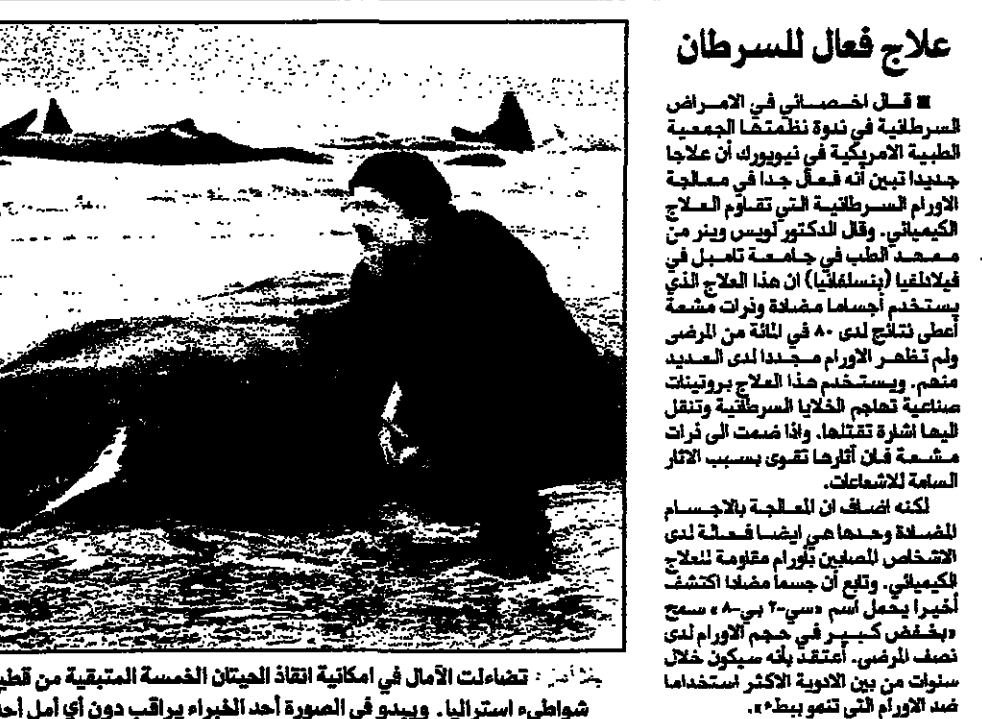 علاج فعال للسرطان
■ قال اخصائي في الامراض
السرطانية في ندوة نظمتها الجمعية
الطبية الامريكية في نيويورك أن علاجا
جديدا تبين أنه فعال جدا في معالجة
الاورام السرطانية التي تقاوم العلاج
الكيميائي. وقال الدكتور لويس وينر من
معهد الطب في جامعة تامبل في
فيلادلفيا (بنسلفانيا) ان هذا العلاج الذي
يستخدم أجساما مضادة وذرات مشعة
أعطى نتائج لدى ٨٠ في المائة من المرضى
ولم تظهر الاورام مجددا لدى العديد
منهم. ويستخدم هذا العلاج بروتينات
صناعية تهاجم الخلايا السرطانية وتنقل
اليها اشارة تقتلها. واذا ضمت الى ذرات
مشعة فان أثارها تقوى بسبب الاثار
السامة للاشعاعات.
لكنه اضاف ان المعالجة بالاجسام
المضادة وحدها هي ايضا فعالة لدى
الاشخاص المصابين بأورام مقاومة للعلاج
الكيميائي. وتابع أن جسما مضادا اكتشف
أخيرا يحمل اسم «سي-٢ بي-٨» سمح
«بخفض كبير في حجم الاورام لدى
نصف المرضى. أعتقد بأنه سيكون خلال
سنوات من بين الادوية الاكثر استخداما
ضد الاورام التي تنمو ببطء».
تضاءلت الآمال في امكانية انقاذ الحيتان الخمسة المتبقية من قطيع
شواطىء استراليا. ويبدو في الصورة أحد الخبراء يراقب دون أي أمل أحد